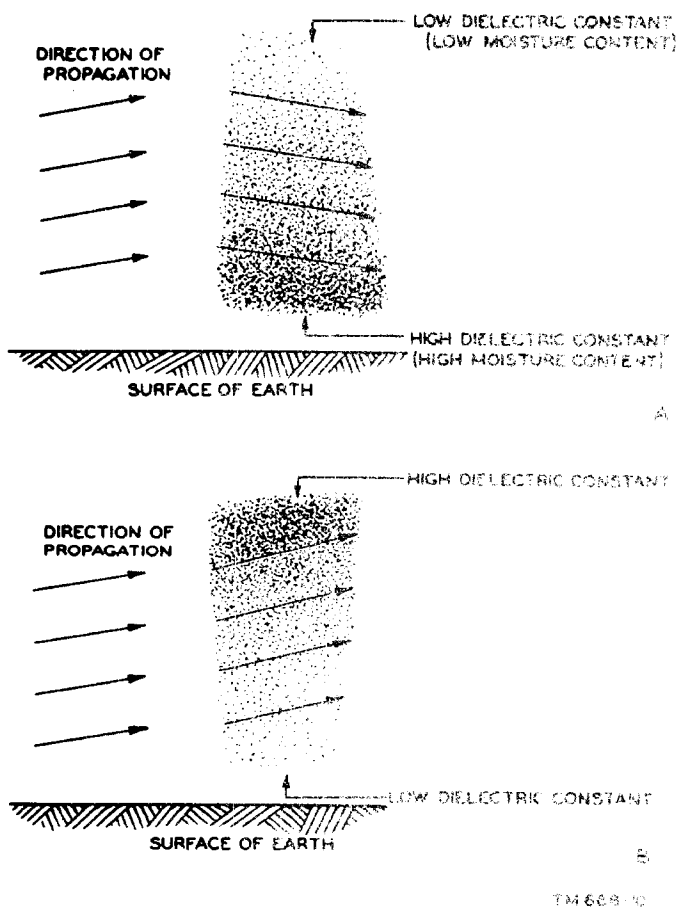 LOW DIELECTRIC CONSTANT
(LOW MOISTURE CONTENT)
DIRECTION OF
PROPAGATION
HIGH DIELECTRIC CONSTANT
(HIGH MOISTURE CONTENT)
SURFACE OF EARTH
A
HIGH DIELECTRIC CONSTANT
DIRECTION OF
PROPAGATION
LOW DIELECTRIC CONSTANT
SURFACE OF EARTH
B